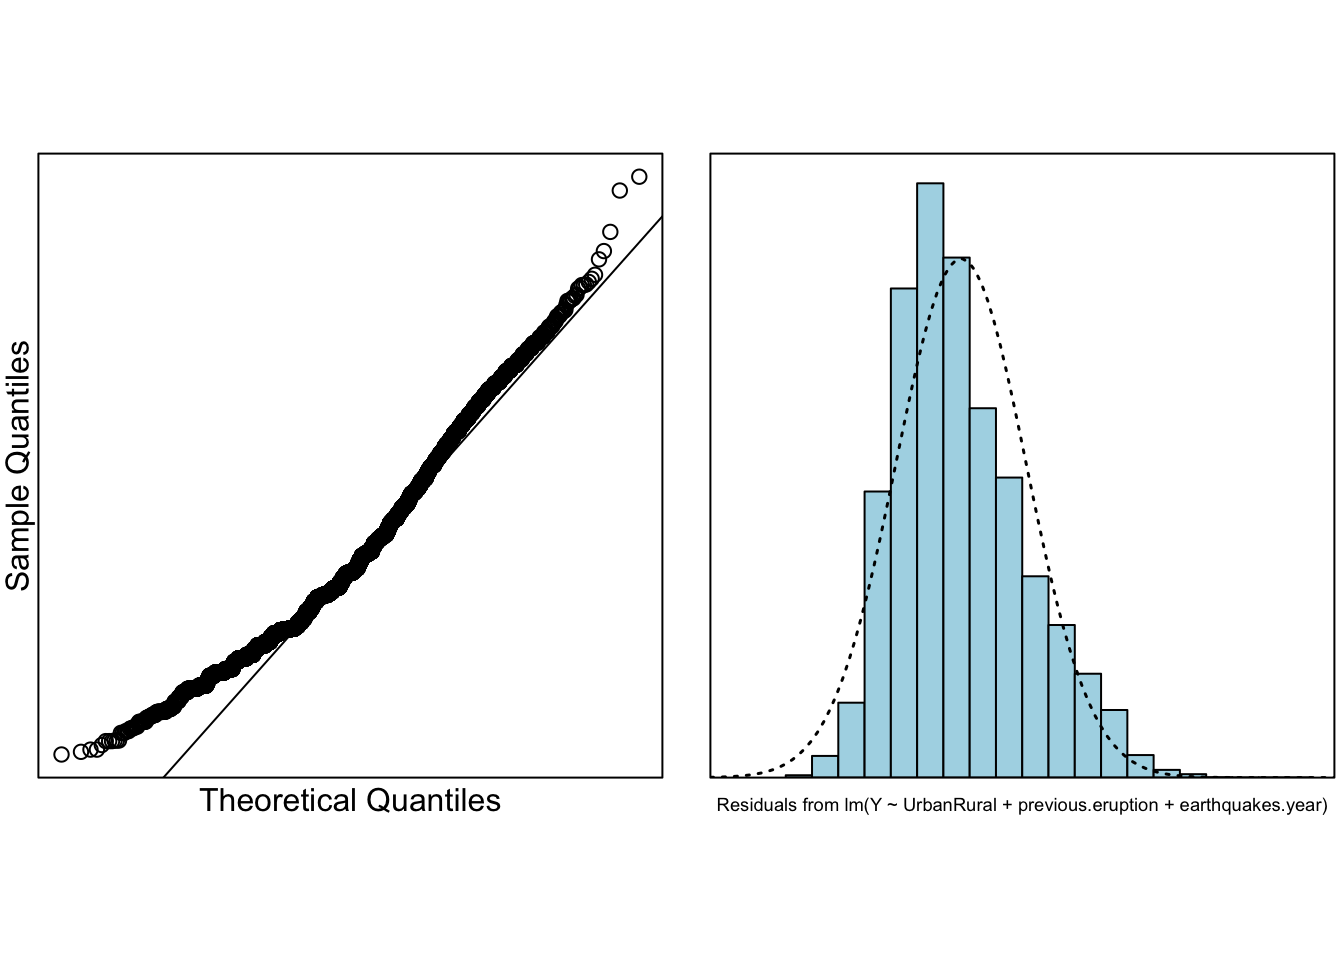 Sample Quantiles
Theoretical Quantiles
Residuals from lm(Y ~ UrbanRural + previous.eruption + earthquakes.year)